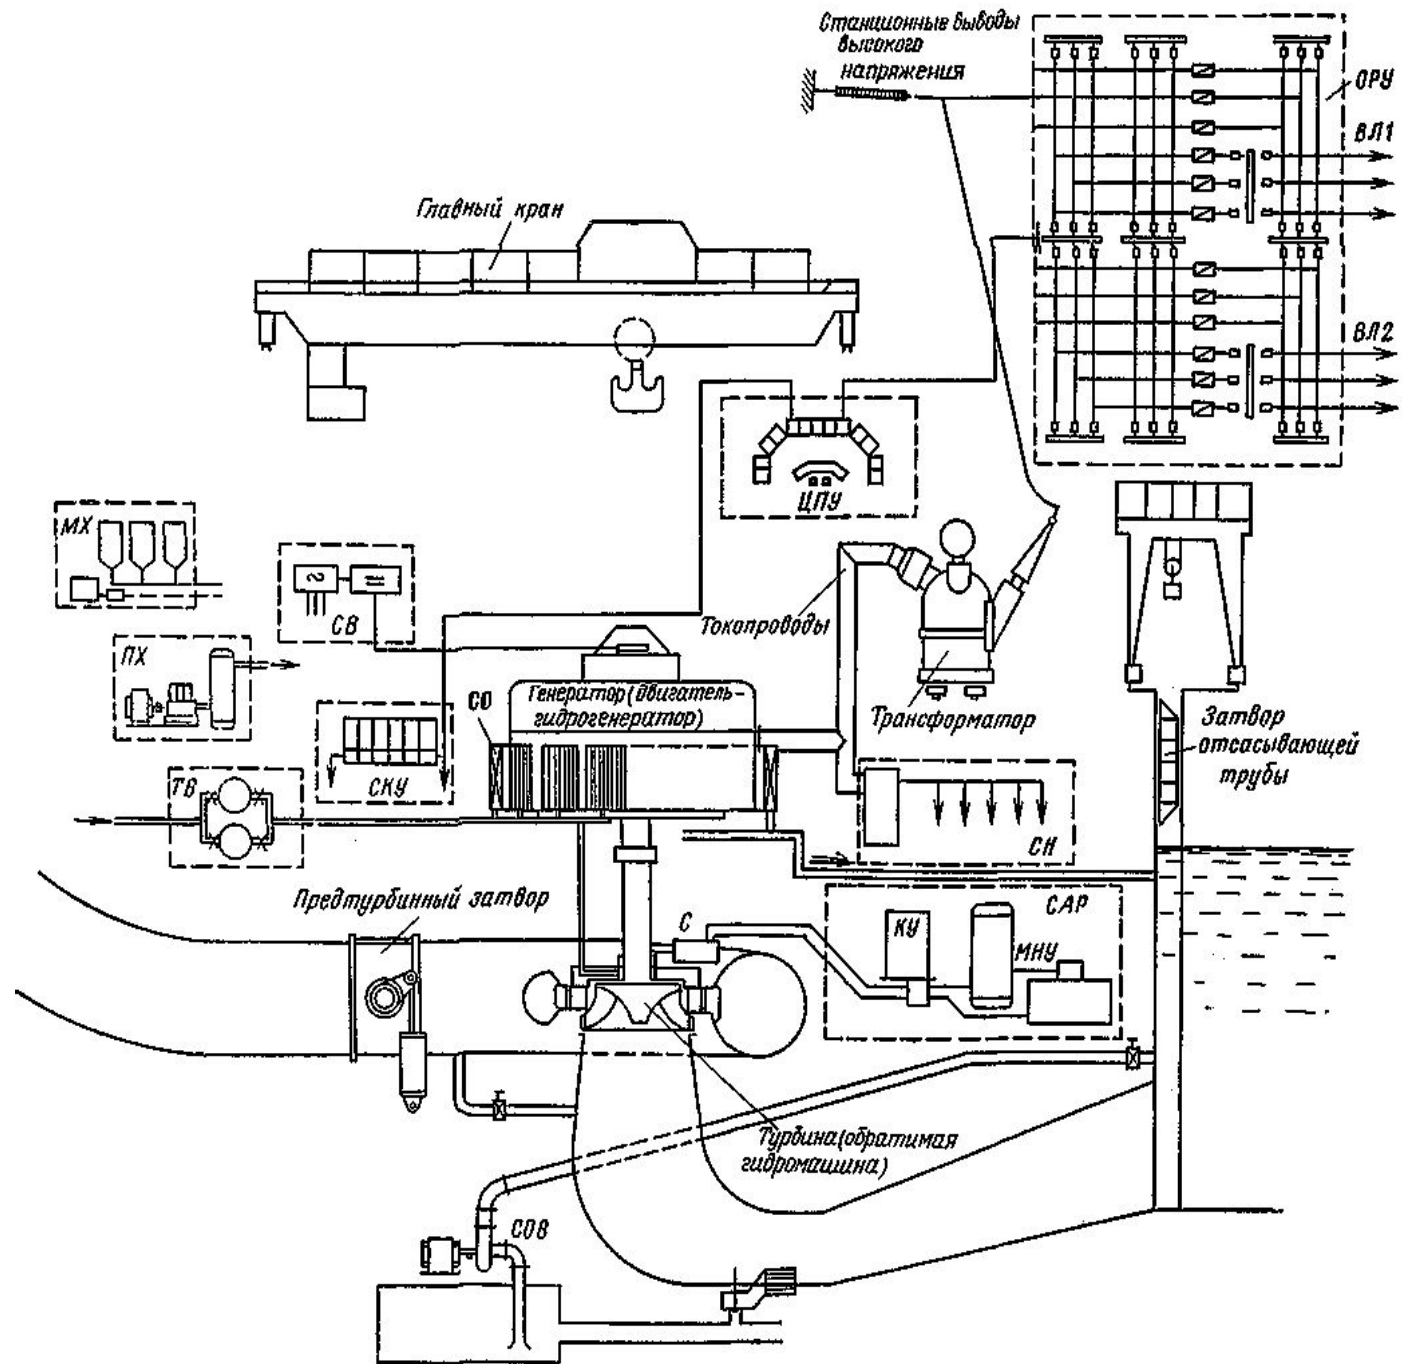 Станционные выводы
высокого
напряжения
ОРУ
ВЛ1
Главный кран
ВЛ2
ЦПУ
МХ
СВ
Токопроводы
ПХ
СО
Генератор (двигатель-
гидрогенератор)
Трансформатор
Затвор
отсасывающей
трубы
СКУ
ТВ
СН
Предтурбинный затвор
С
САР
КУ
МНУ
Турбина (обратимая
гидромашина)
СОВ